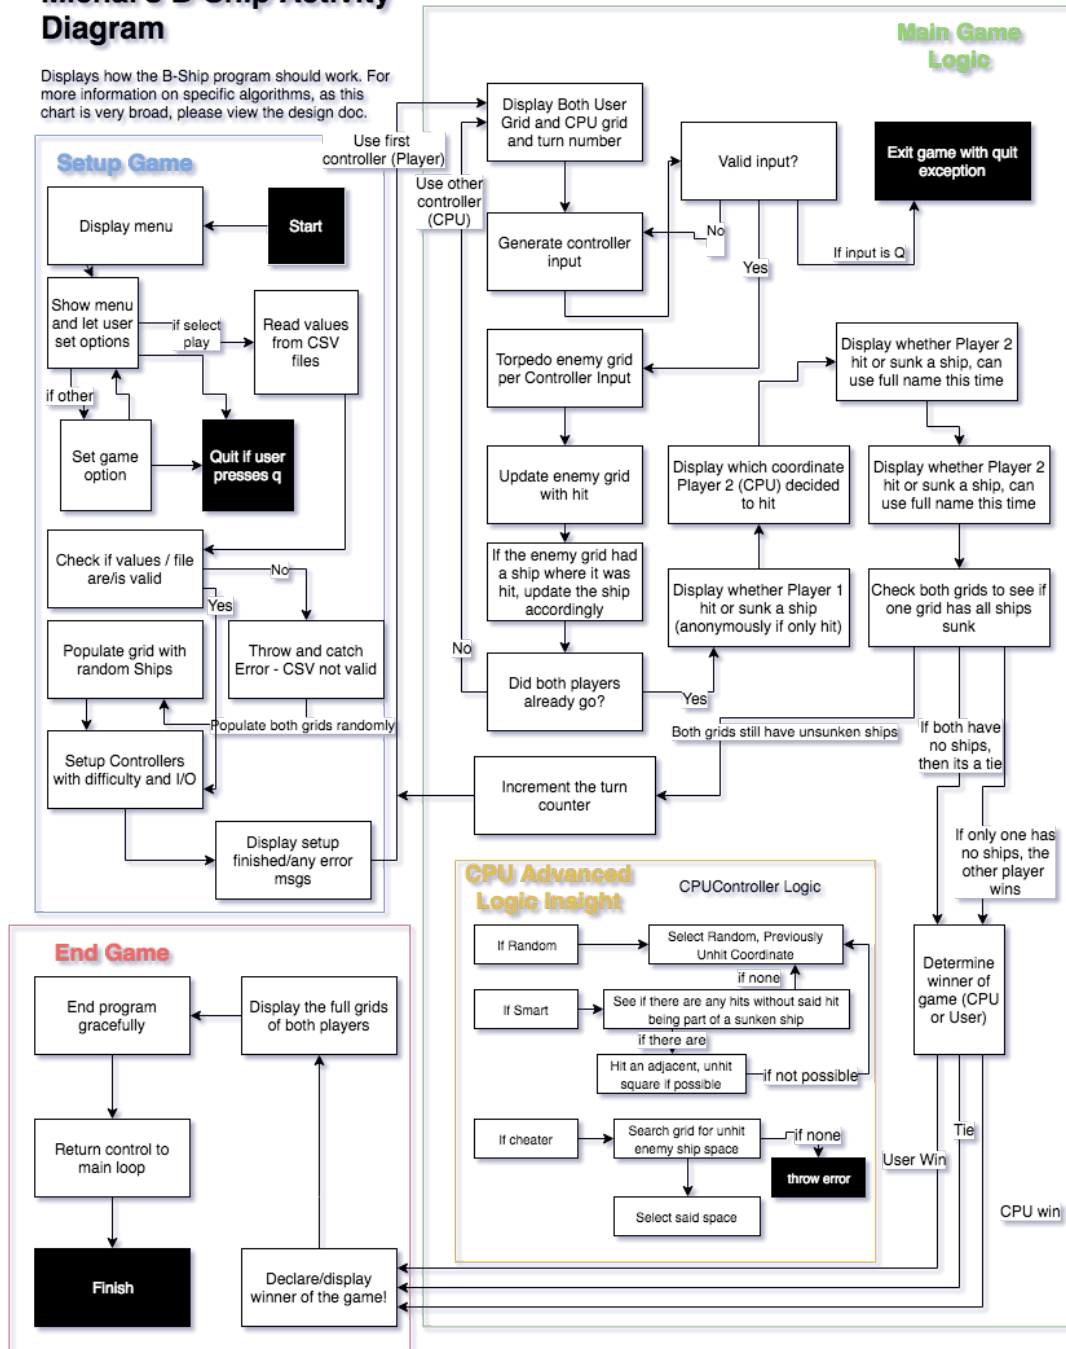 Diagram
Displays how the B-Ship program should work. For
more information on specific algorithms, as this
chart is very broad, please view the design doc.
Setup Game
Display menu
Start
Show menu
and let user
set options
if select
play
Read values
from CSV
files
if other
Set game
option
Quit if user
presses q
Check if values / file
are/is valid
No
Yes
Populate grid with
random Ships
Throw and catch
Error - CSV not valid
Populate both grids randomly
Setup Controllers
with difficulty and I/O
Display setup
finished/any error
msgs
Use first
controller (Player)
Use other
controller
(CPU)
Main Game
Logic
Display Both User
Grid and CPU grid
and turn number
Valid input?
Exit game with quit
exception
Generate controller
input
No
Yes
If input is Q
Torpedo enemy grid
per Controller Input
Display whether Player 2
hit or sunk a ship, can
use full name this time
Update enemy grid
with hit
Display which coordinate
Player 2 (CPU) decided
to hit
Display whether Player 2
hit or sunk a ship, can
use full name this time
If the enemy grid had
a ship where it was
hit, update the ship
accordingly
Display whether Player 1
hit or sunk a ship
(anonymously if only hit)
Check both grids to see if
one grid has all ships
sunk
No
Did both players
already go?
Yes
Both grids still have unsunken ships
If both have
no ships,
then its a tie
Increment the turn
counter
If only one has
no ships, the
other player
wins
CPU Advanced
Logic Insight
CPUController Logic
If Random
Select Random, Previously
Unhit Coordinate
if none
If Smart
See if there are any hits without said hit
being part of a sunken ship
if there are
Hit an adjacent, unhit
square if possible
if not possible
If cheater
Search grid for unhit
enemy ship space
if none
throw error
Select said space
Determine
winner of
game (CPU
or User)
User Win
Tie
CPU win
End Game
End program
gracefully
Display the full grids
of both players
Return control to
main loop
Finish
Declare/display
winner of the game!